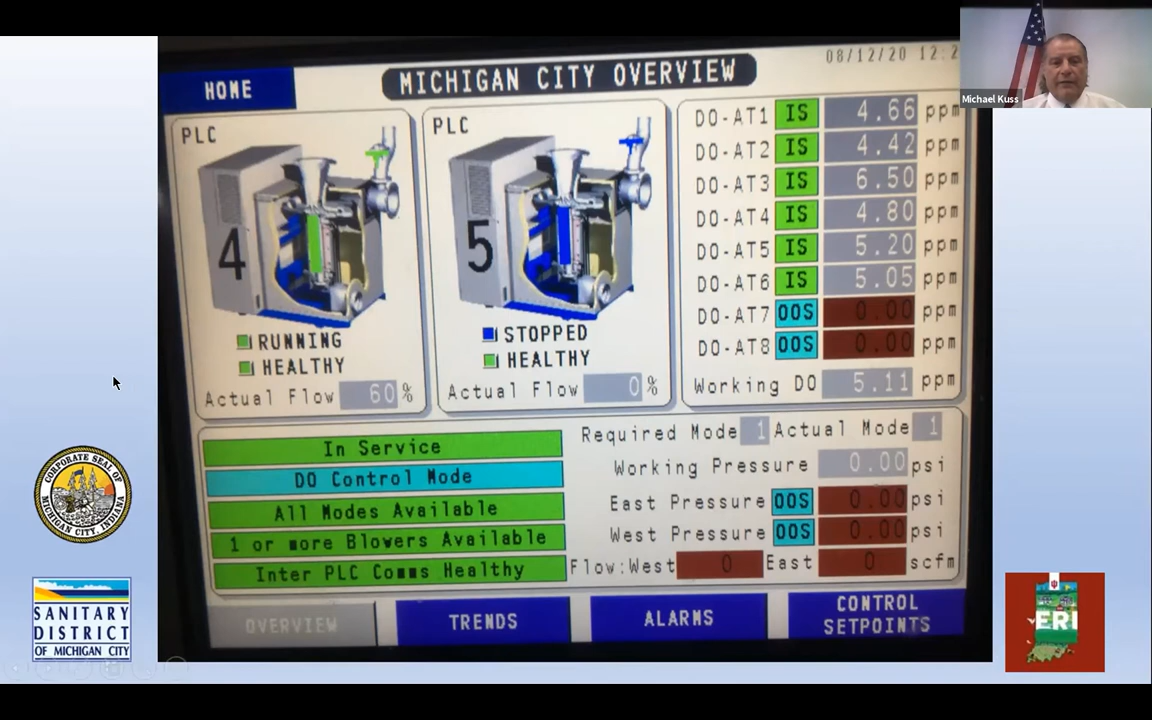 HOME
MICHIGAN CITY OVERVIEW
08/12/20 12:2
PLC
4
RUNNING
HEALTHY
Actual Flow 60 %
PLC
5
STOPPED
HEALTHY
Actual Flow 0 %
DO-AT1 IS 4.66 ppm
DO-AT2 IS 4.42 ppm
DO-AT3 IS 6.50 ppm
DO-AT4 IS 4.80 ppm
DO-AT5 IS 5.20 ppm
DO-AT6 IS 5.05 ppm
DO-AT7 OOS 0.00 ppm
DO-AT8 OOS 0.00 ppm
Working DO 5.11 ppm
In Service
DO Control Mode
All Modes Available
1 or more Blowers Available
Inter PLC Comms Healthy
Required Mode 1 Actual Mode 1
Working Pressure 0.00 psi
East Pressure OOS 0.00 psi
West Pressure OOS 0.00 psi
Flow: West 0 East 0 scfm
OVERVIEW
TRENDS
ALARMS
CONTROL
SETPOINTS
Michael Kuss
CORPORATE SEAL OF
MICHIGAN CITY, INDIANA
SANITARY
DISTRICT
OF MICHIGAN CITY
ERI